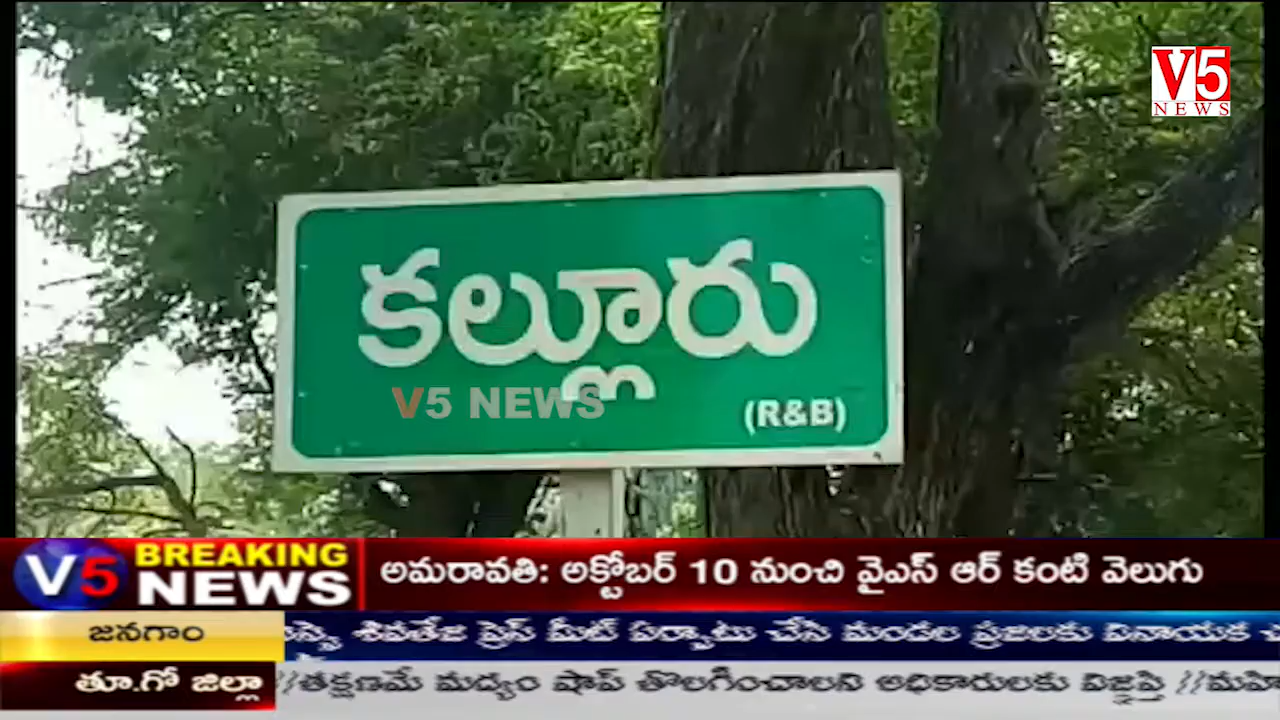 V5
NEWS
కల్లూరు
V5 NEWS
(R&B)
V5 BREAKING NEWS
అమరావతి: అక్టోబర్ 10 నుంచి వైఎస్ ఆర్ కంటి వెలుగు
జనగాం
శివతేజ ప్రెస్ మీట్ ఏర్పాటు చేసి మండల ప్రజలకు వినాయక
తూ.గో జిల్లా
//తక్షణమే మద్యం షాప్ తొలగించాలని అధికారులకు విజ్ఞప్తి //